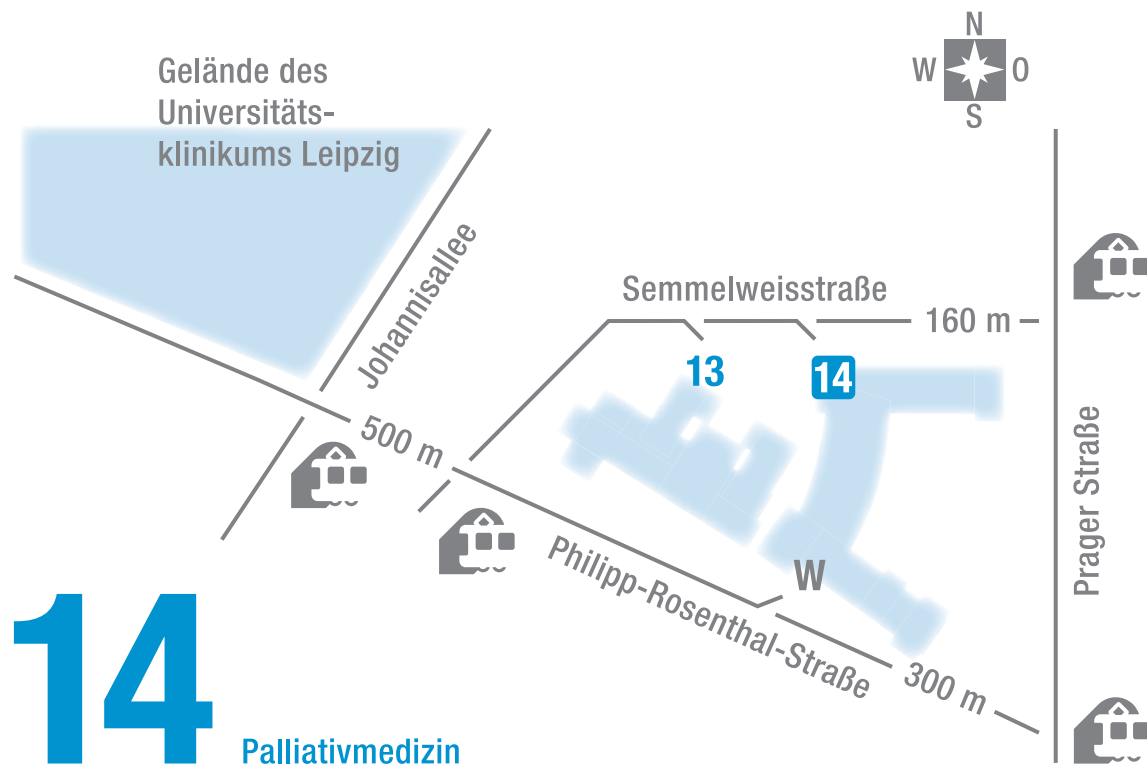 N
W
O
S
Gelände des
Universitäts-
klinikums Leipzig
Johannisallee
Semmelweisstraße
160 m
13
14
500 m
Prager Straße
Philipp-Rosenthal-Straße
W
300 m
14
Palliativmedizin